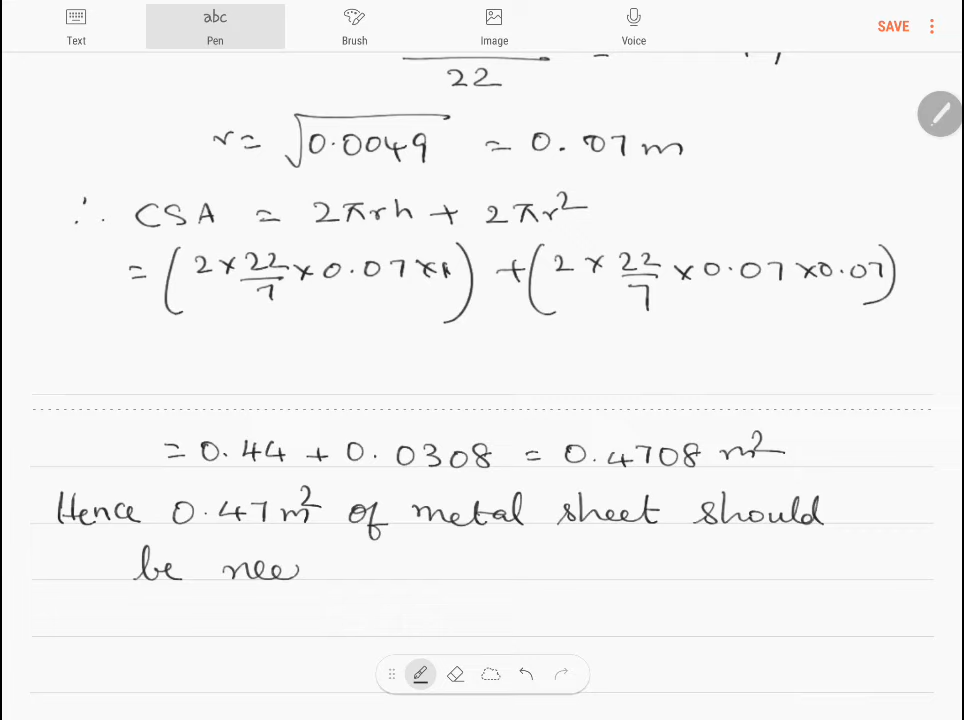 Text
abc
Pen
Brush
Image
Voice
SAVE
22
r = √0.0049 = 0.07 m
∴ CSA = 2πrh + 2πr²
= (2 × 22/7 × 0.07 × 1) + (2 × 22/7 × 0.07 × 0.07)
= 0.44 + 0.0308 = 0.4708 m²
Hence 0.47 m² of metal sheet should
be nee